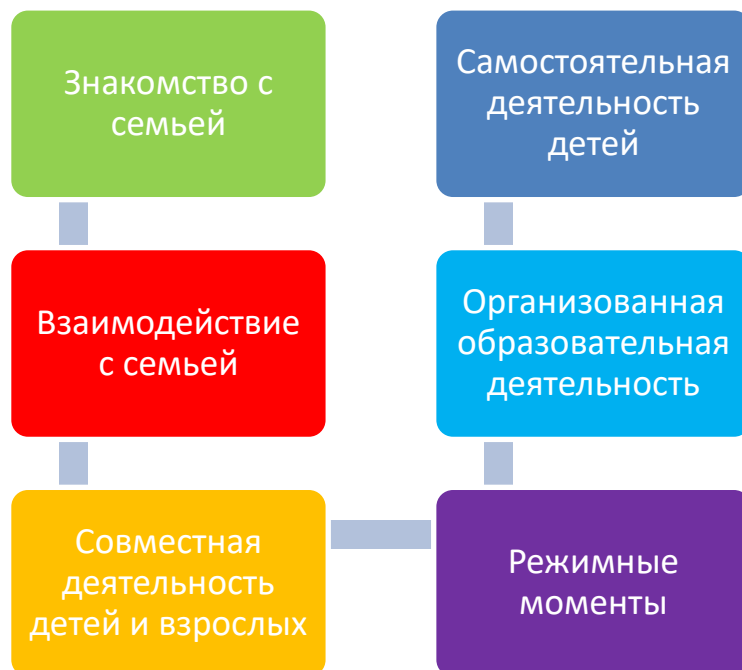 Знакомство с
семьей
Взаимодействие
с семьей
Совместная
деятельность
детей и взрослых
Режимные
моменты
Организованная
образовательная
деятельность
Самостоятельная
деятельность
детей